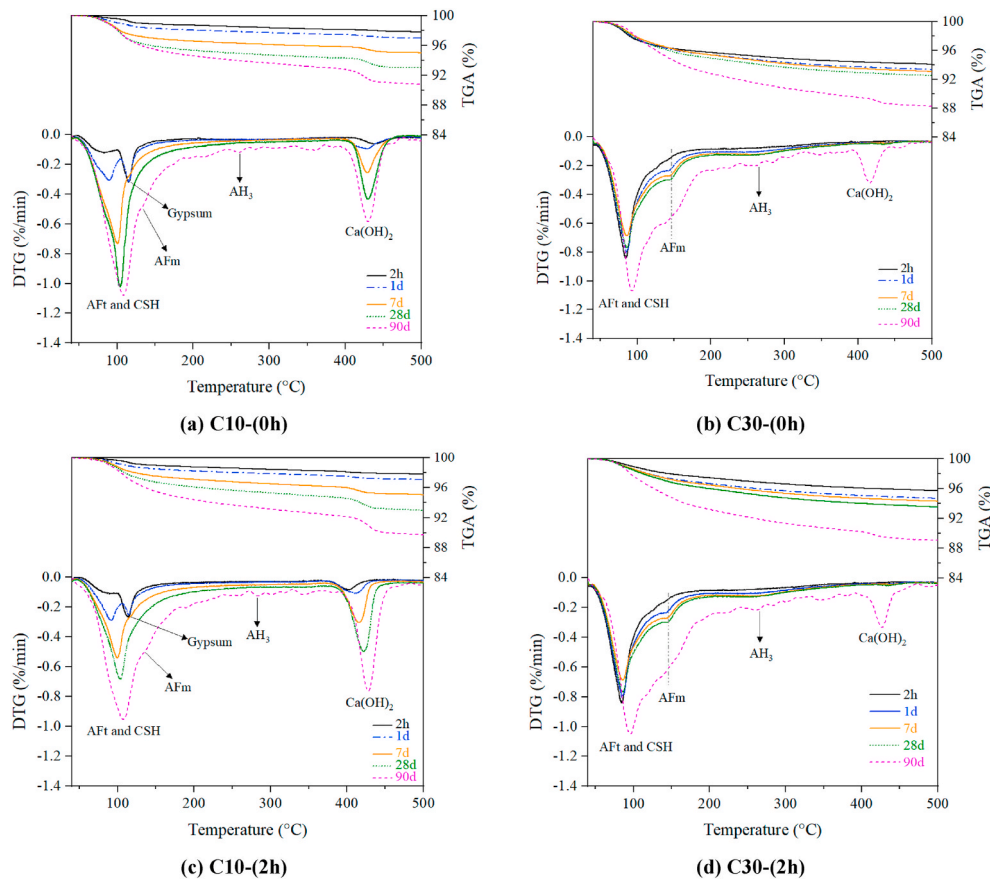 100
96
92
88
84
TGA (%)
0.0
-0.2
-0.4
-0.6
-0.8
-1.0
-1.2
-1.4
DTG (%/min)
AH3
Gypsum
AFm
Ca(OH)2
AFt and CSH
2h
1d
7d
28d
90d
100 200 300 400 500
Temperature (°C)
(a) C10-(0h)
100
96
92
88
84
TGA (%)
0.0
-0.2
-0.4
-0.6
-0.8
-1.0
-1.2
-1.4
DTG (%/min)
AH3
Ca(OH)2
AFm
AFt and CSH
2h
1d
7d
28d
90d
100 200 300 400 500
Temperature (°C)
(b) C30-(0h)
100
96
92
88
84
TGA (%)
0.0
-0.2
-0.4
-0.6
-0.8
-1.0
-1.2
-1.4
DTG (%/min)
Gypsum
AH3
AFm
Ca(OH)2
AFt and CSH
2h
1d
7d
28d
90d
100 200 300 400 500
Temperature (°C)
(c) C10-(2h)
100
96
92
88
84
TGA (%)
0.0
-0.2
-0.4
-0.6
-0.8
-1.0
-1.2
-1.4
DTG (%/min)
Ca(OH)2
AH3
AFm
AFt and CSH
2h
1d
7d
28d
90d
100 200 300 400 500
Temperature (°C)
(d) C30-(2h)